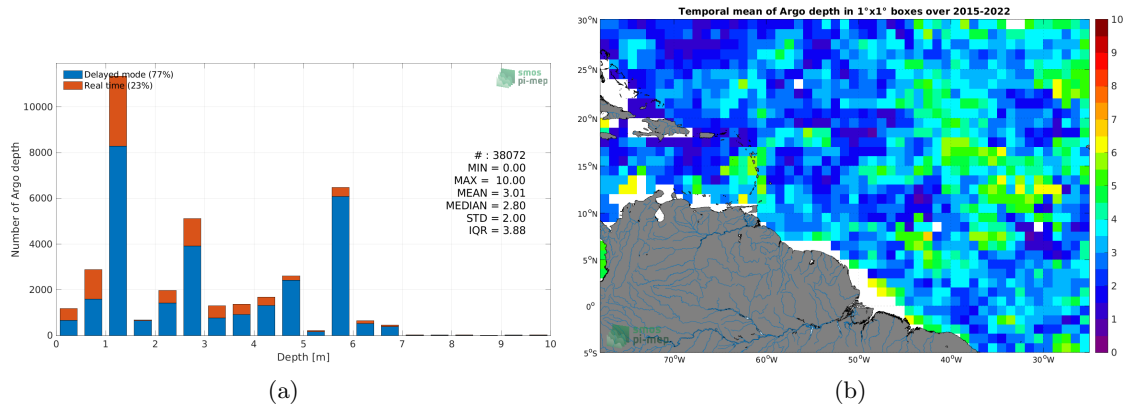 Delayed mode (77%)
Real time (23%)
smos
pi-mep
Number of Argo depth
10000
8000
6000
4000
2000
0
# : 38072
MIN = 0.00
MAX = 10.00
MEAN = 3.01
MEDIAN = 2.80
STD = 2.00
IQR = 3.88
0 1 2 3 4 5 6 7 8 9 10
Depth [m]
(a)
Temporal mean of Argo depth in 1°x1° boxes over 2015-2022
30°N
25°N
20°N
15°N
10°N
5°N
0°
5°S
70°W 60°W 50°W 40°W 30°W
smos
pi-mep
10
9
8
7
6
5
4
3
2
1
0
(b)